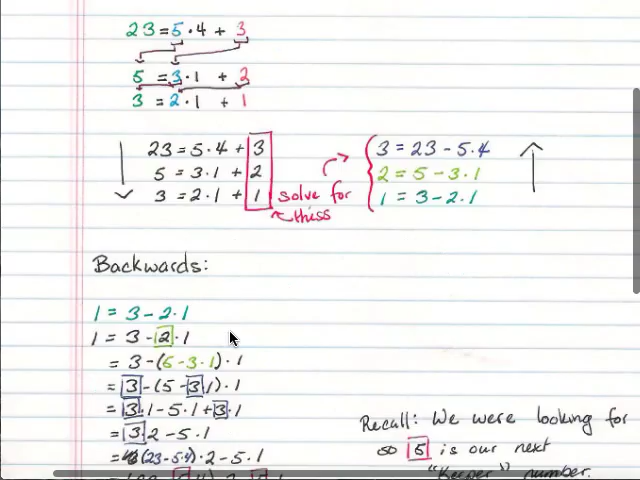 23 = 5·4 + 3
5 = 3·1 + 2
3 = 2·1 + 1
23 = 5·4 + 3
5 = 3·1 + 2
3 = 2·1 + 1
solve for
thiss
3 = 23 - 5·4
2 = 5 - 3·1
1 = 3 - 2·1
Backwards:
1 = 3 - 2·1
1 = 3 - 2·1
= 3 - (5 - 3·1)·1
= 3 - (5 - 3·1)·1
= 3·1 - 5·1 + 3·1
= 3·2 - 5·1
= (23 - 5·4)·2 - 5·1
Recall: We were looking for
so 5 is our next
"Keeper" number.